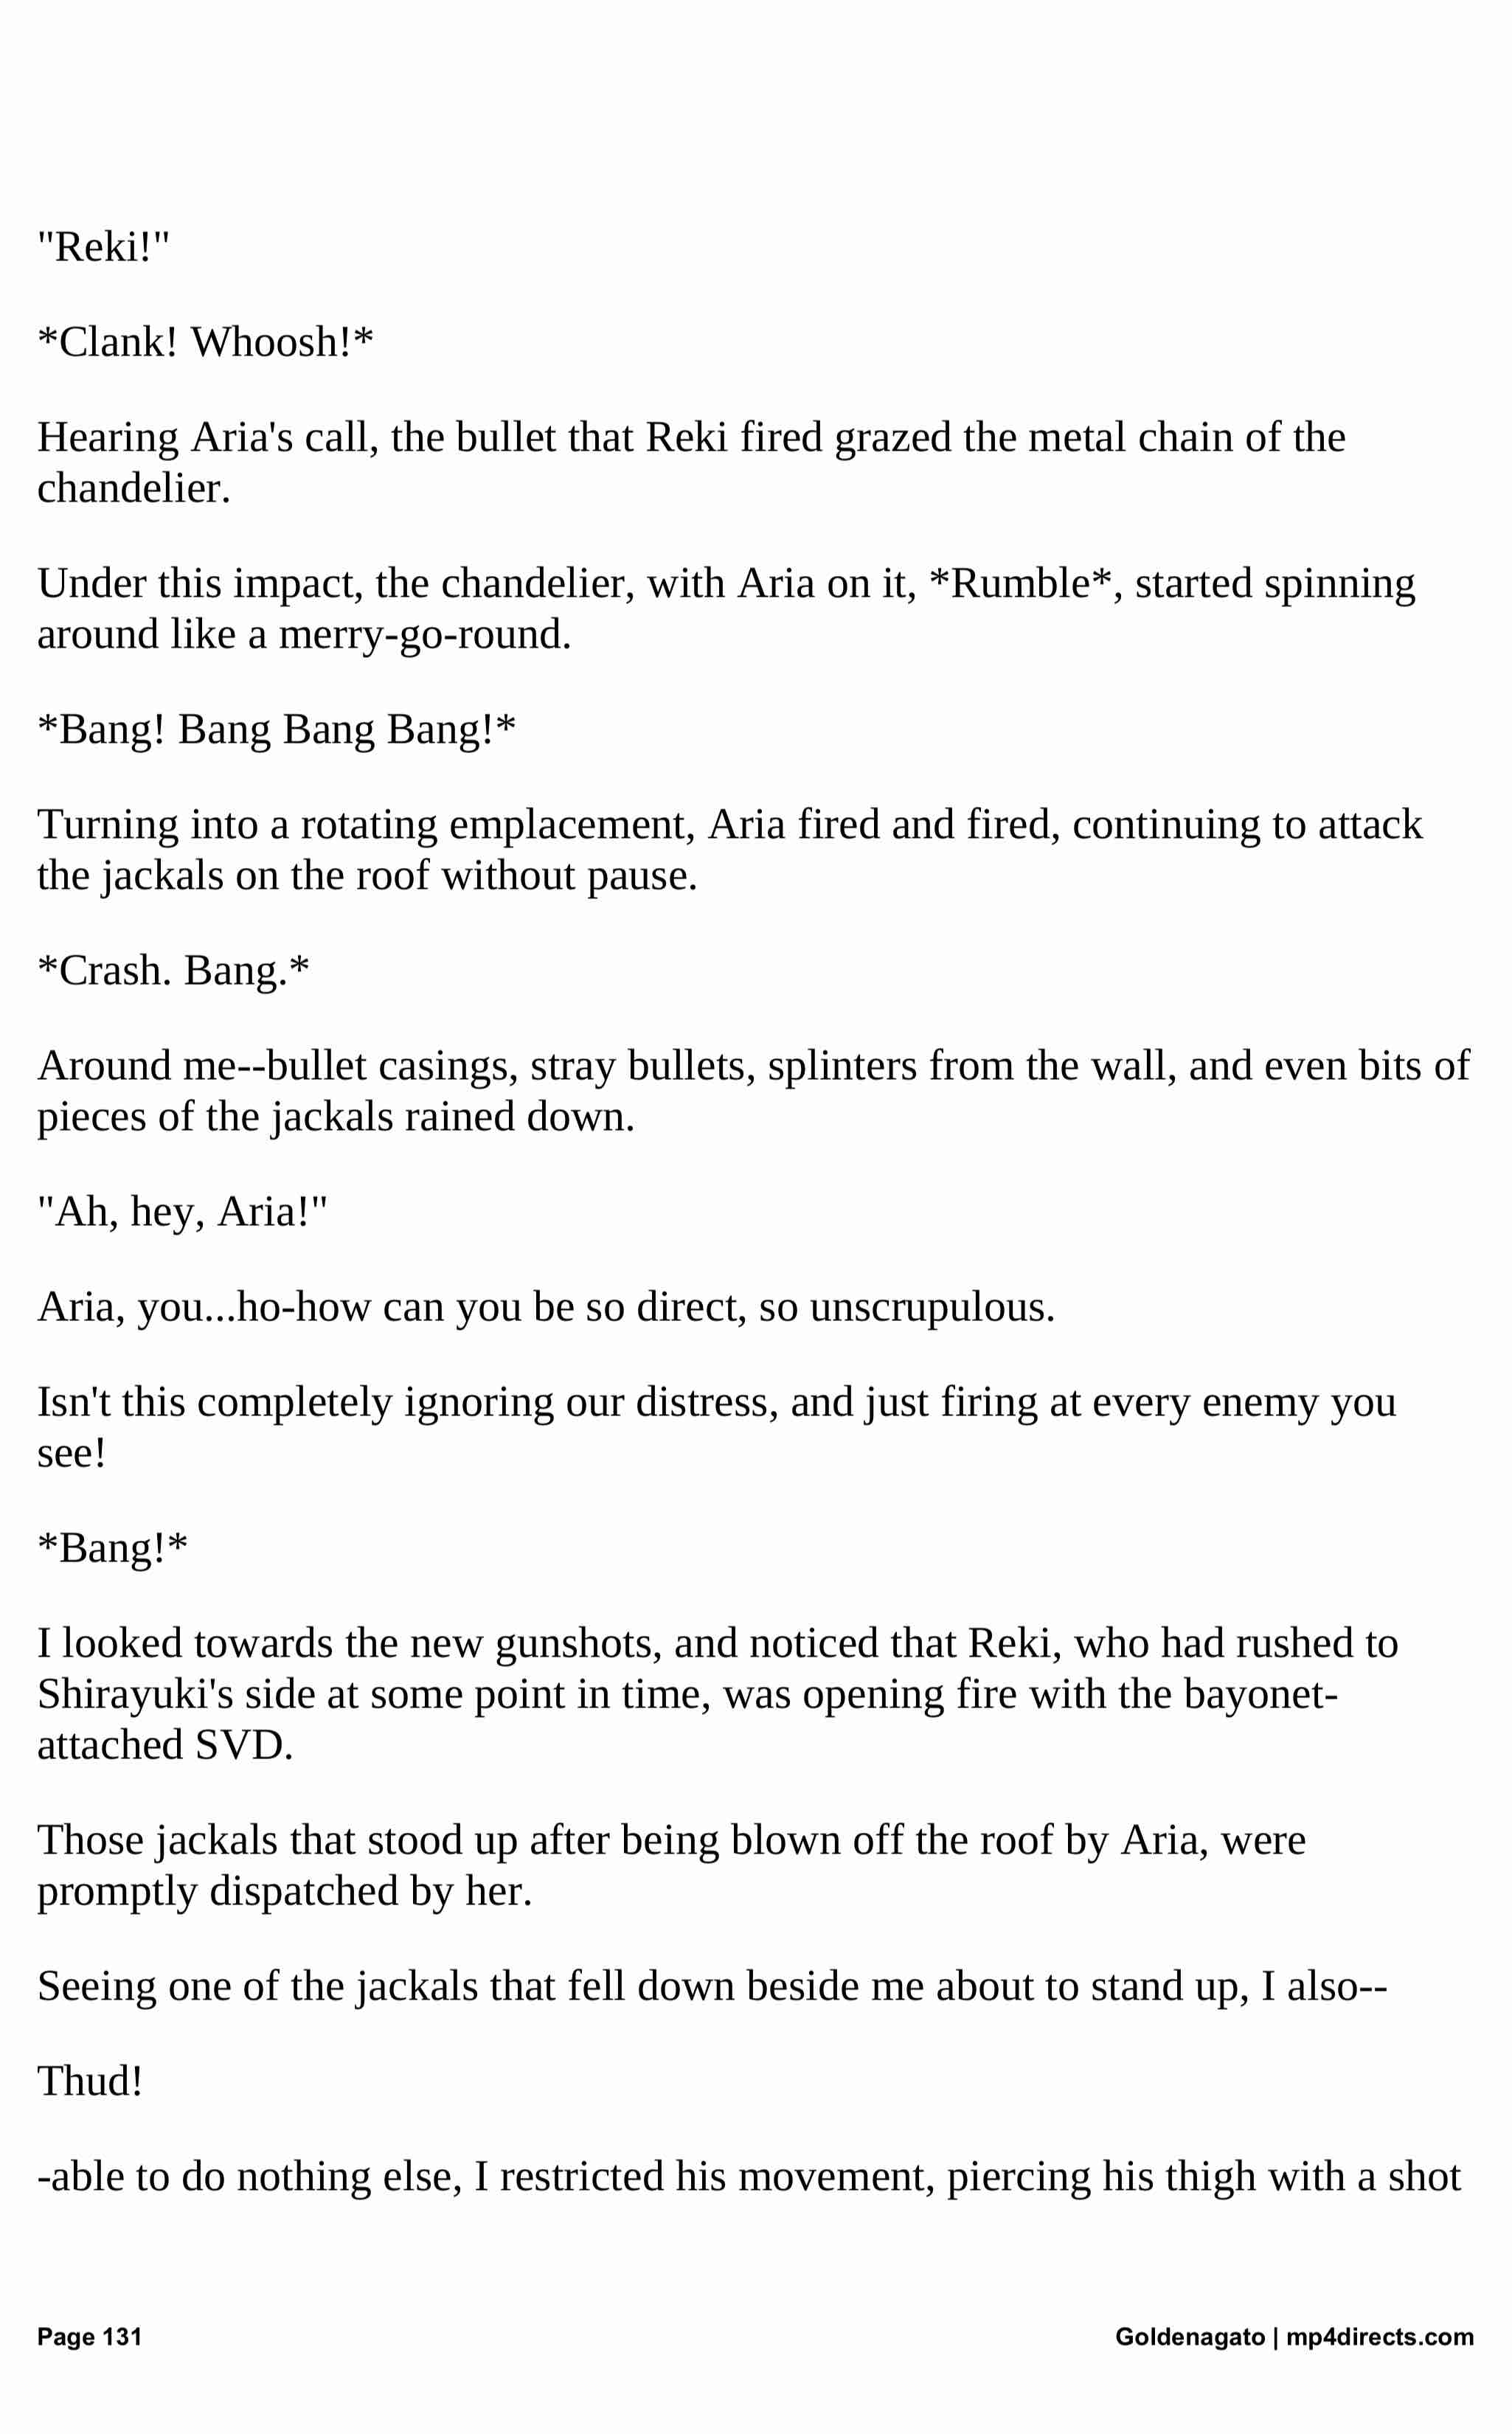 "Reki!"
*Clank! Whoosh!*
Hearing Aria's call, the bullet that Reki fired grazed the metal chain of the
chandelier.
Under this impact, the chandelier, with Aria on it, *Rumble*, started spinning
around like a merry-go-round.
*Bang! Bang Bang Bang!*
Turning into a rotating emplacement, Aria fired and fired, continuing to attack
the jackals on the roof without pause.
*Crash. Bang.*
Around me--bullet casings, stray bullets, splinters from the wall, and even bits of
pieces of the jackals rained down.
"Ah, hey, Aria!"
Aria, you...ho-how can you be so direct, so unscrupulous.
Isn't this completely ignoring our distress, and just firing at every enemy you
see!
*Bang!*
I looked towards the new gunshots, and noticed that Reki, who had rushed to
Shirayuki's side at some point in time, was opening fire with the bayonet-
attached SVD.
Those jackals that stood up after being blown off the roof by Aria, were
promptly dispatched by her.
Seeing one of the jackals that fell down beside me about to stand up, I also--
Thud!
-able to do nothing else, I restricted his movement, piercing his thigh with a shot
Page 131
Goldenagato | mp4directs.com